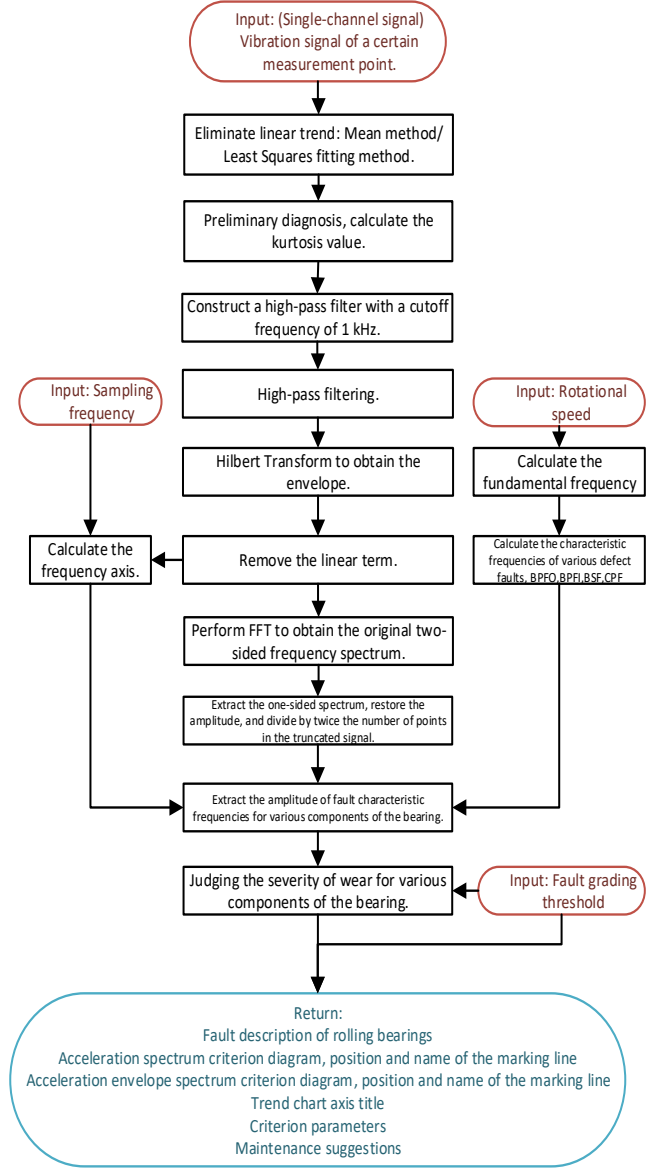 Input: (Single-channel signal)
Vibration signal of a certain
measurement point.
Eliminate linear trend: Mean method/
Least Squares fitting method.
Preliminary diagnosis, calculate the
kurtosis value.
Construct a high-pass filter with a cutoff
frequency of 1 kHz.
Input: Sampling
frequency
High-pass filtering.
Input: Rotational
speed
Hilbert Transform to obtain the
envelope.
Calculate the
fundamental frequency
Calculate the
frequency axis.
Remove the linear term.
Calculate the characteristic
frequencies of various defect
faults, BPFO,BPFI,BSF,CPF
Perform FFT to obtain the original two-
sided frequency spectrum.
Extract the one-sided spectrum, restore the
amplitude, and divide by twice the number of points
in the truncated signal.
Extract the amplitude of fault characteristic
frequencies for various components of the bearing.
Judging the severity of wear for various
components of the bearing.
Input: Fault grading
threshold
Return:
Fault description of rolling bearings
Acceleration spectrum criterion diagram, position and name of the marking line
Acceleration envelope spectrum criterion diagram, position and name of the marking line
Trend chart axis title
Criterion parameters
Maintenance suggestions